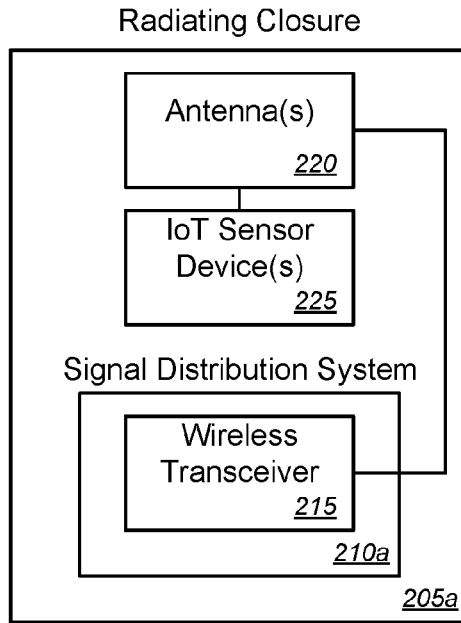 Radiating Closure
Antenna(s)
220
IoT Sensor
Device(s)
225
Signal Distribution System
Wireless
Transceiver
215
210a
205a